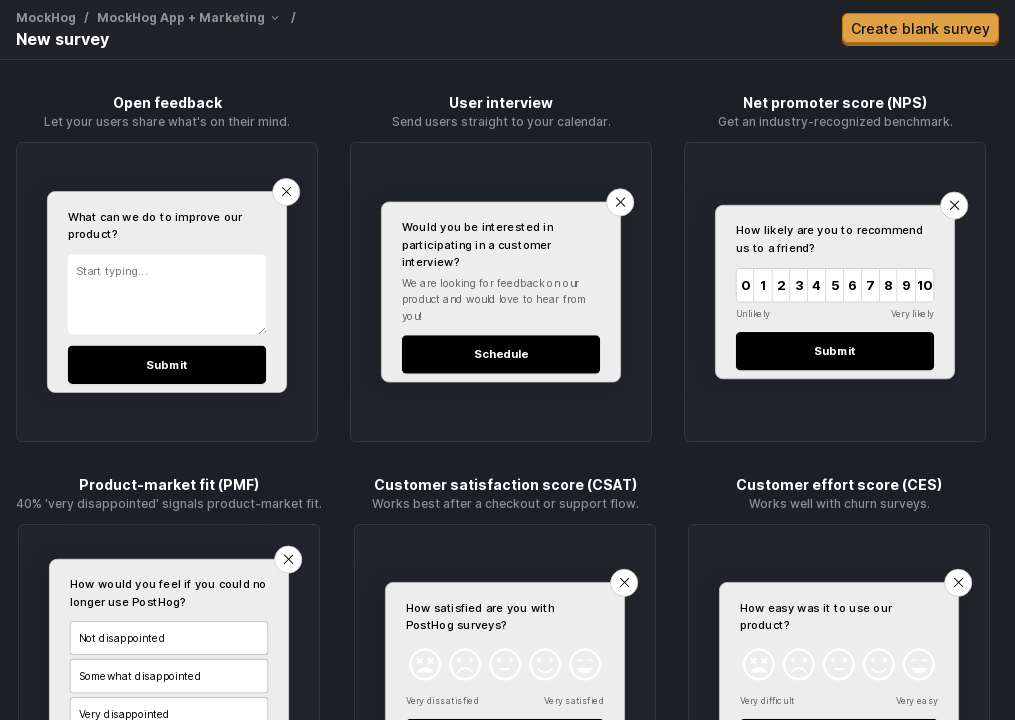 MockHog / MockHog App + Marketing /
New survey
Create blank survey
Open feedback
Let your users share what's on their mind.
What can we do to improve our
product?
Start typing...
Submit
User interview
Send users straight to your calendar.
Would you be interested in
participating in a customer
interview?
We are looking for feedback on our
product and would love to hear from
you!
Schedule
Net promoter score (NPS)
Get an industry-recognized benchmark.
How likely are you to recommend
us to a friend?
0 1 2 3 4 5 6 7 8 9 10
Unlikely Very likely
Submit
Product-market fit (PMF)
40% 'very disappointed' signals product-market fit.
How would you feel if you could no
longer use PostHog?
Not disappointed
Somewhat disappointed
Very disappointed
Customer satisfaction score (CSAT)
Works best after a checkout or support flow.
How satisfied are you with
PostHog surveys?
Very dissatisfied Very satisfied
Customer effort score (CES)
Works well with churn surveys.
How easy was it to use our
product?
Very difficult Very easy